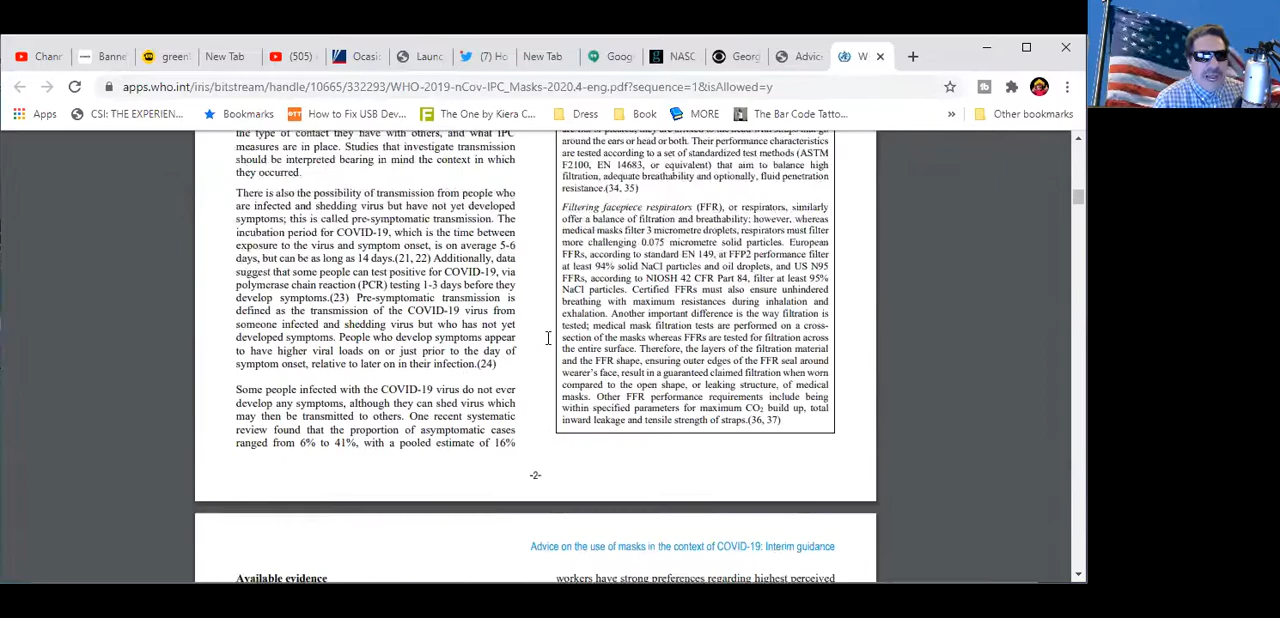 Chann
Banne
green
New Tab
(505)
Ocasi
Launc
(7) Ho
New Tab
Goog
NASC
Georg
Advic
W
apps.who.int/iris/bitstream/handle/10665/332293/WHO-2019-nCov-IPC_Masks-2020.4-eng.pdf?sequence=1&isAllowed=y
Apps
CSI: THE EXPERIEN...
Bookmarks
How to Fix USB Dev...
The One by Kiera C...
Dress
Book
MORE
The Bar Code Tatto...
»
Other bookmarks
the type of contact they have with others, and what IPC
measures are in place. Studies that investigate transmission
should be interpreted bearing in mind the context in which
they occurred.
There is also the possibility of transmission from people who
are infected and shedding virus but have not yet developed
symptoms; this is called pre-symptomatic transmission. The
incubation period for COVID-19, which is the time between
exposure to the virus and symptom onset, is on average 5-6
days, but can be as long as 14 days.(21, 22) Additionally, data
suggest that some people can test positive for COVID-19, via
polymerase chain reaction (PCR) testing 1-3 days before they
develop symptoms.(23) Pre-symptomatic transmission is
defined as the transmission of the COVID-19 virus from
someone infected and shedding virus but who has not yet
developed symptoms. People who develop symptoms appear
to have higher viral loads on or just prior to the day of
symptom onset, relative to later on in their infection.(24)
Some people infected with the COVID-19 virus do not ever
develop any symptoms, although they can shed virus which
may then be transmitted to others. One recent systematic
review found that the proportion of asymptomatic cases
ranged from 6% to 41%, with a pooled estimate of 16%
around the ears or head or both. Their performance characteristics
are tested according to a set of standardized test methods (ASTM
F2100, EN 14683, or equivalent) that aim to balance high
filtration, adequate breathability and optionally, fluid penetration
resistance.(34, 35)
Filtering facepiece respirators (FFR), or respirators, similarly
offer a balance of filtration and breathability; however, whereas
medical masks filter 3 micrometre droplets, respirators must filter
more challenging 0.075 micrometre solid particles. European
FFRs, according to standard EN 149, at FFP2 performance filter
at least 94% solid NaCl particles and oil droplets, and US N95
FFRs, according to NIOSH 42 CFR Part 84, filter at least 95%
NaCl particles. Certified FFRs must also ensure unhindered
breathing with maximum resistances during inhalation and
exhalation. Another important difference is the way filtration is
tested; medical mask filtration tests are performed on a cross-
section of the masks whereas FFRs are tested for filtration across
the entire surface. Therefore, the layers of the filtration material
and the FFR shape, ensuring outer edges of the FFR seal around
wearer's face, result in a guaranteed claimed filtration when worn
compared to the open shape, or leaking structure, of medical
masks. Other FFR performance requirements include being
within specified parameters for maximum CO₂ build up, total
inward leakage and tensile strength of straps.(36, 37)
-2-
Advice on the use of masks in the context of COVID-19: Interim guidance
Available evidence
workers have strong preferences regarding highest perceived